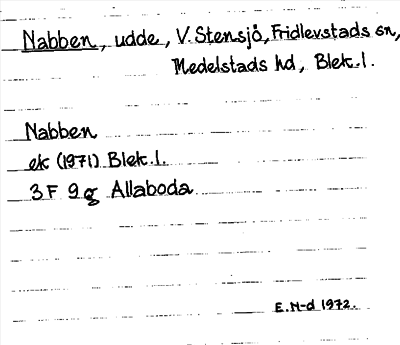 Nabben, udde, V. Stensjö, Fridlevstads sn,
Medelstads hd, Blek. l.
Nabben
ek (1971) Blek. l.
3 F 9 g Allaboda
E. N-d 1972.